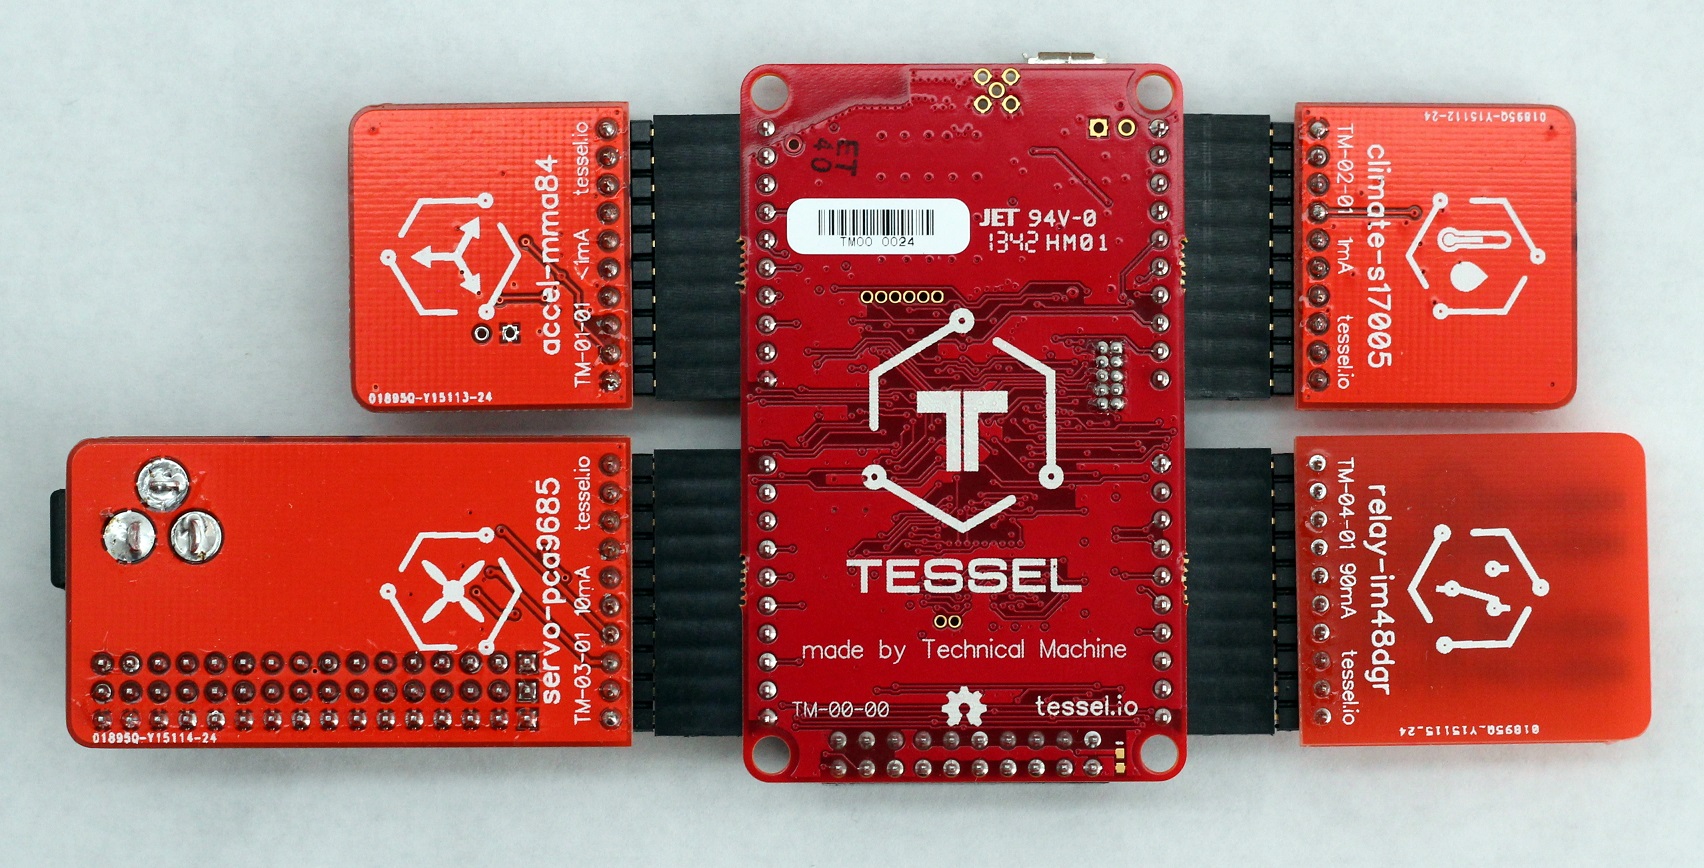 accel-mma84
TM-01-01 <1mA tessel.io
01895Q-Y15113-24
servo-pca9685
TM-03-01 10mA tessel.io
01895Q-Y15114-24
ET
40
TM00 0024
JET 94V-0
1342 HM01
T
TESSEL
made by Technical Machine
TM-00-00
tessel.io
TM-02-01 1mA tessel.io
climate-si7005
01895Q-Y15112-24
TM-04-01 90mA tessel.io
relay-im48dgr
01895Q_Y15115_24